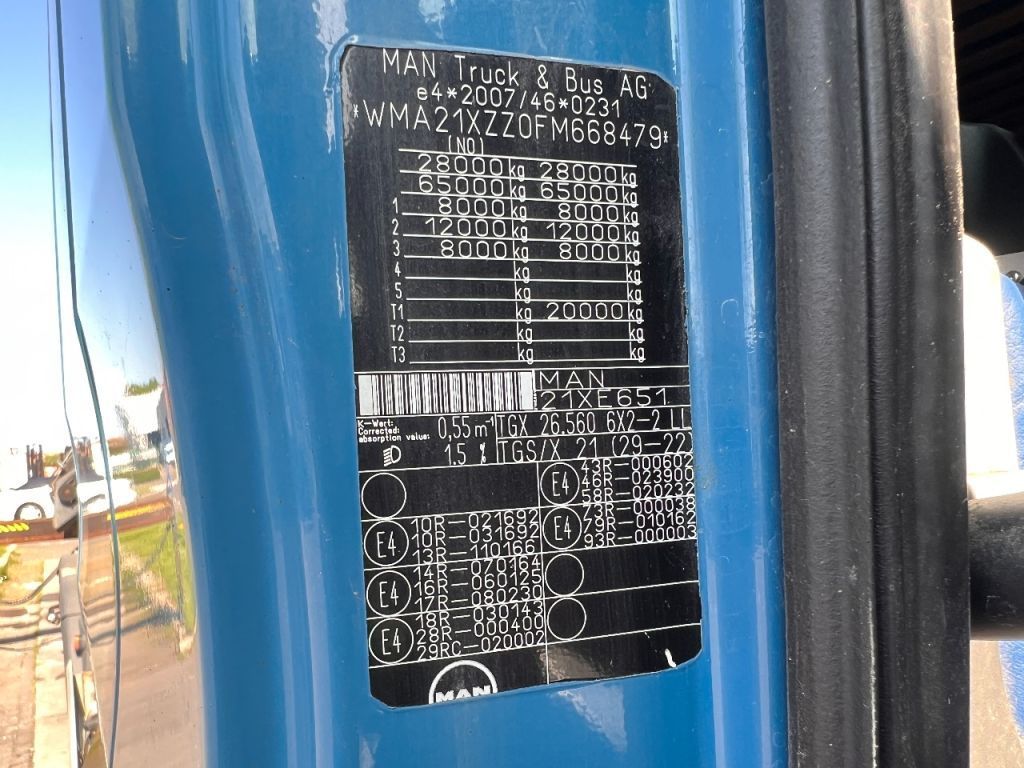 MAN Truck & Bus AG
e4*2007/46*0231
*WMA21XZZ0FM668479*
(NO)
28000 kg 28000 kg
65000 kg 65000 kg
1 8000 kg 8000 kg
2 12000 kg 12000 kg
3 8000 kg 8000 kg
4 kg kg
5 kg kg
T1 kg 20000 kg
T2 kg kg
T3 kg kg
MAN
21XE651
K-Wert:
Corrected
absorption value: 0,55 m⁻¹
TGX 26.560 6X2-2 LL
1.5 %
TGS/X 21 (29-22)
E4
43R-000602
46R-023900
58R-020232
E4
10R-021692
10R-031692
13R-110166
E4
73R-000036
79R-010162
93R-000003
E4
14R-070164
16R-060125
17R-080230
E4
18R-030143
28R-000400
29RC-020002
MAN